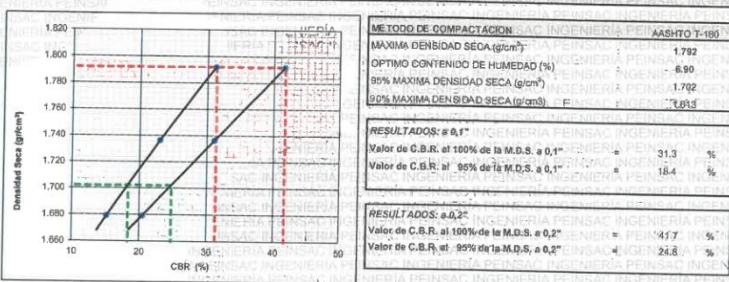 1.820
1.800
1.780
1.760
1.740
1.720
1.700
1.680
1.660
10 20 30 40 50
Densidad Seca (gr/cm³)
CBR (%)
METODO DE COMPACTACION AASHTO T-180
MAXIMA DENSIDAD SECA (g/cm³) 1.792
OPTIMO CONTENIDO DE HUMEDAD (%) 6.90
95% MAXIMA DENSIDAD SECA (g/cm³) 1.702
90% MAXIMA DENSIDAD SECA (g/cm3) F 1.613
RESULTADOS: a 0,1"
Valor de C.B.R. al 100% de la M.D.S. a 0,1" = 31.3 %
Valor de C.B.R. al 95% de la M.D.S. a 0,1" = 18.4 %
RESULTADOS: a 0,2"
Valor de C.B.R. al 100% de la M.D.S. a 0,2" = 41.7 %
Valor de C.B.R. al 95% de la M.D.S. a 0,2" = 24.8 %